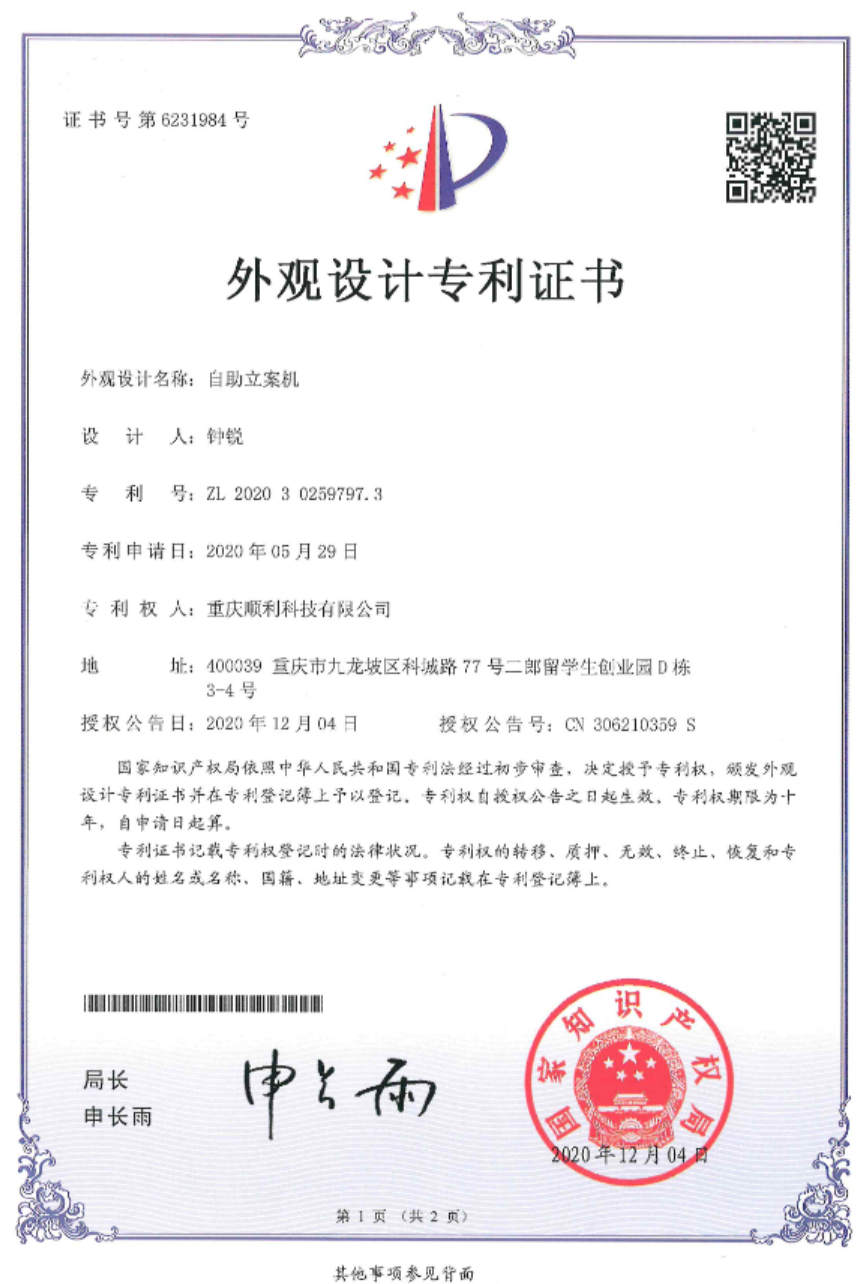 证书号第6231984号
外观设计专利证书
外观设计名称：自助立案机
设 计 人：钟锐
专 利 号：ZL 2020 3 0259797.3
专利申请日：2020年05月29日
专 利 权 人：重庆顺利科技有限公司
地 址：400039 重庆市九龙坡区科城路77号二郎留学生创业园D栋
3-4号
授权公告日：2020年12月04日 授权公告号：CN 306210359 S
国家知识产权局依照中华人民共和国专利法经过初步审查，决定授予专利权，颁发外观
设计专利证书并在专利登记簿上予以登记。专利权自授权公告之日起生效。专利权期限为十
年，自申请日起算。
专利证书记载专利权登记时的法律状况。专利权的转移、质押、无效、终止、恢复和专
利权人的姓名或名称、国籍、地址变更等事项记载在专利登记簿上。
局长
申长雨
申长雨
国家知识产权局
2020年12月04日
第1页（共2页）
其他事项参见背面